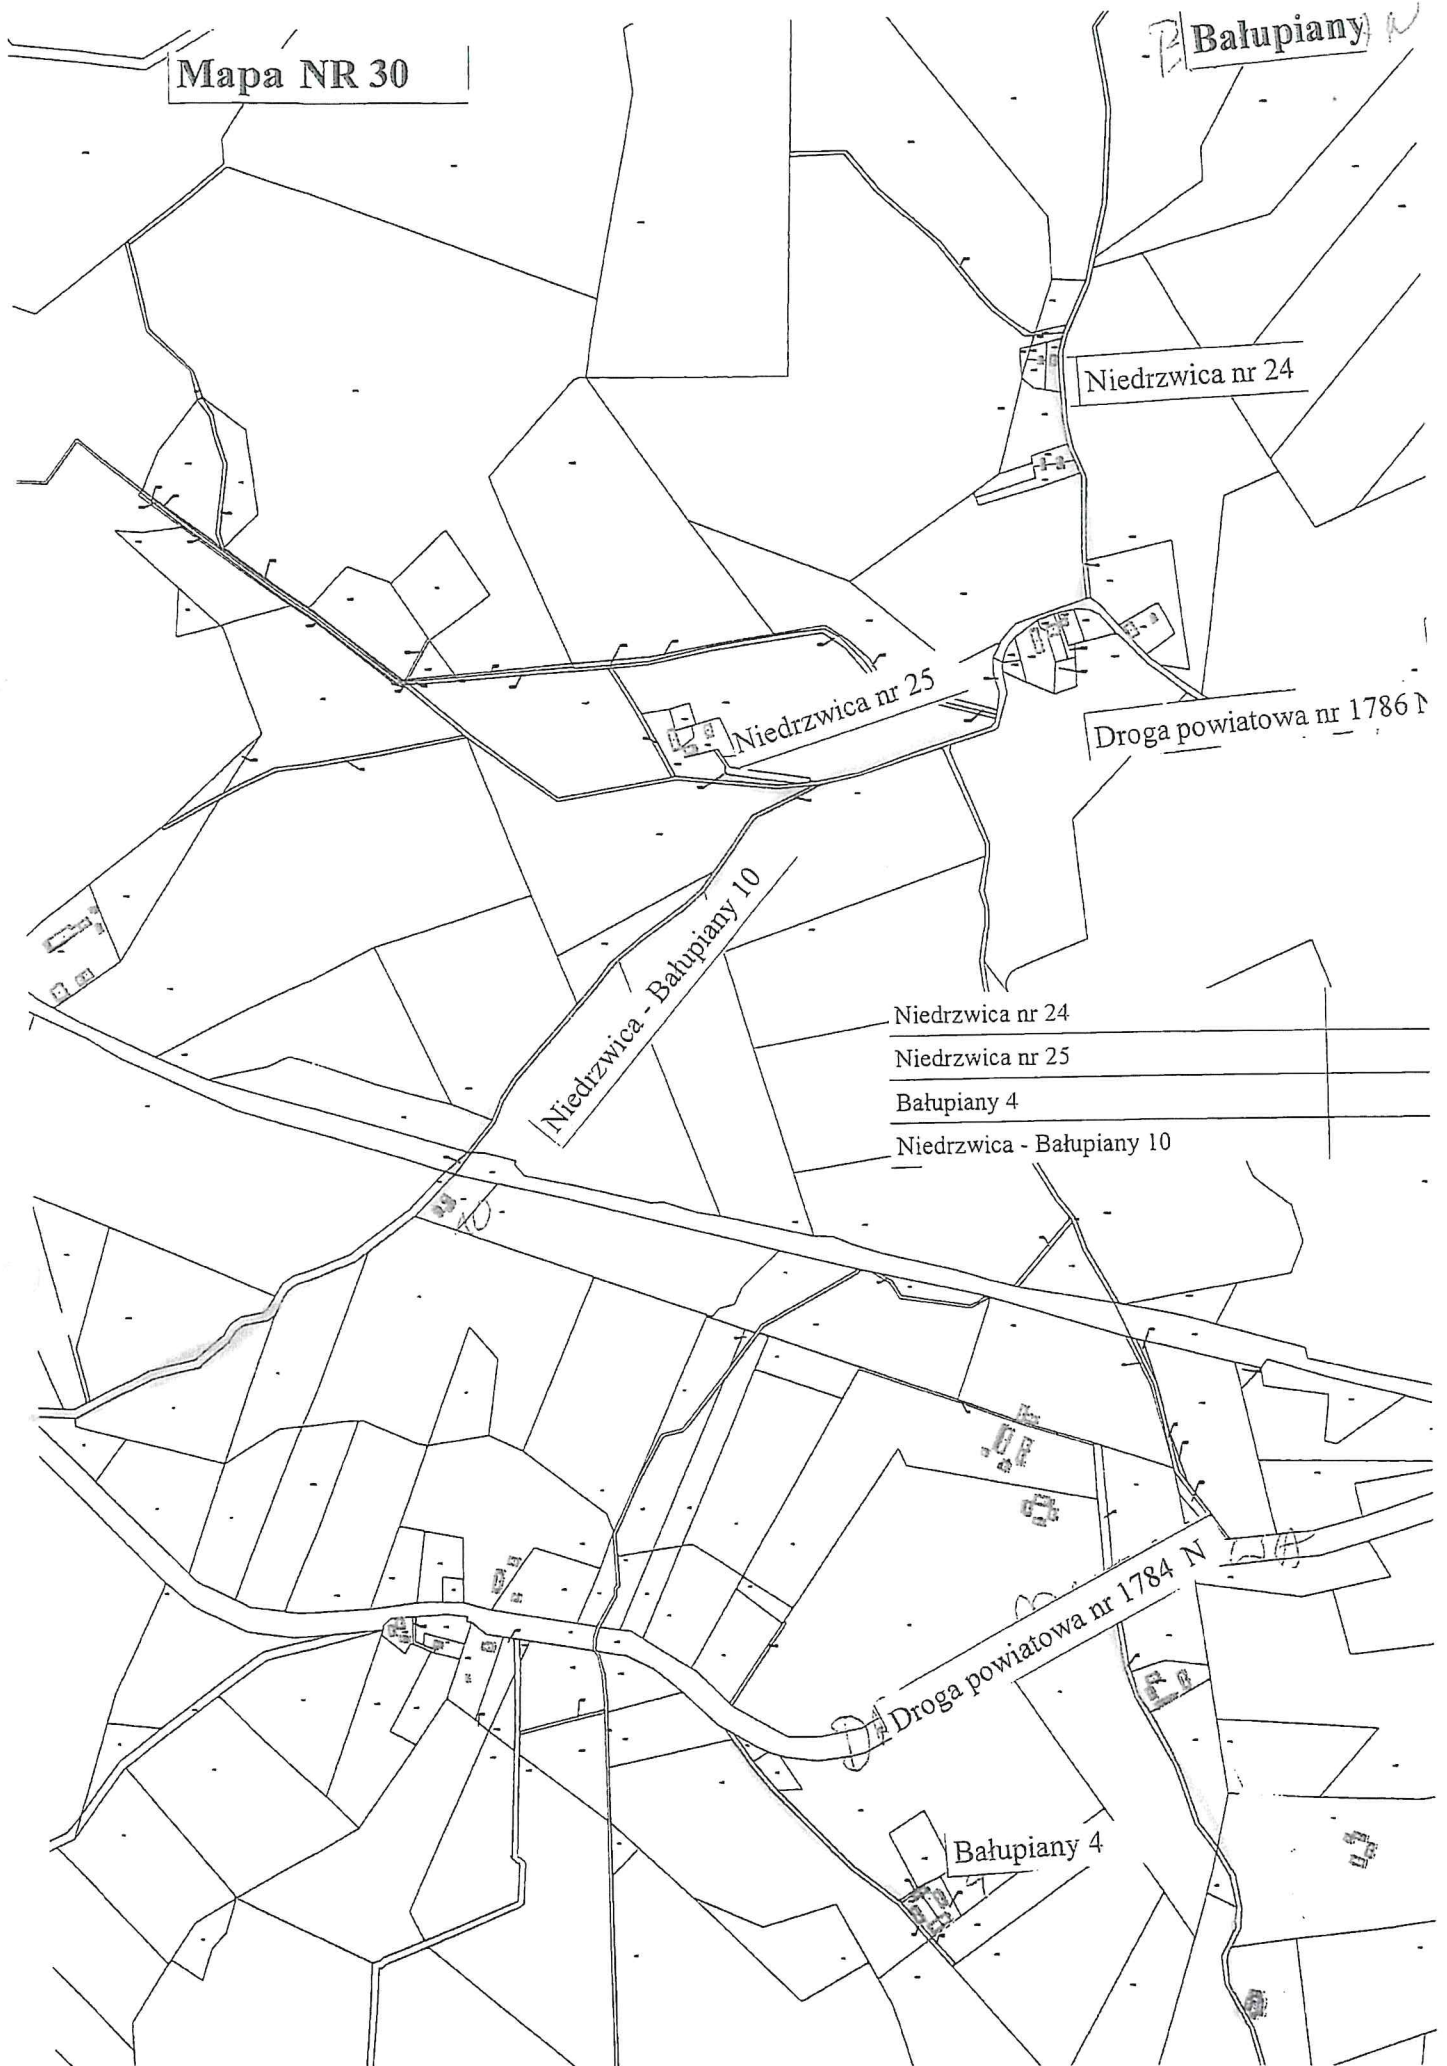 Mapa NR 30
Bałupiany
Niedrzwica nr 24
Niedrzwica nr 25
Droga powiatowa nr 1786 N
Niedrzwica - Bałupiany 10
Niedrzwica nr 24
Niedrzwica nr 25
Bałupiany 4
Niedrzwica - Bałupiany 10
Droga powiatowa nr 1784 N
Bałupiany 4